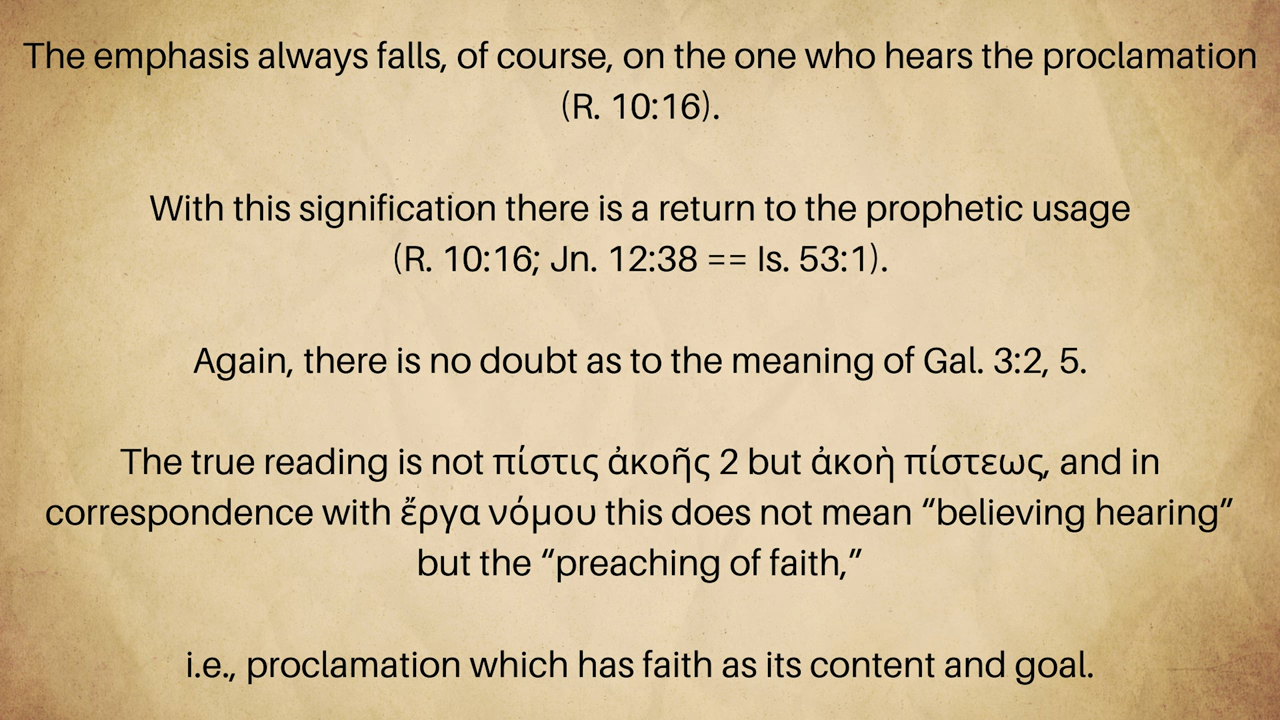 The emphasis always falls, of course, on the one who hears the proclamation
(R. 10:16).
With this signification there is a return to the prophetic usage
(R. 10:16; Jn. 12:38 == Is. 53:1).
Again, there is no doubt as to the meaning of Gal. 3:2, 5.
The true reading is not πίστις ἀκοῆς 2 but ἀκοὴ πίστεως, and in
correspondence with ἔργα νόμου this does not mean “believing hearing”
but the “preaching of faith,”
i.e., proclamation which has faith as its content and goal.